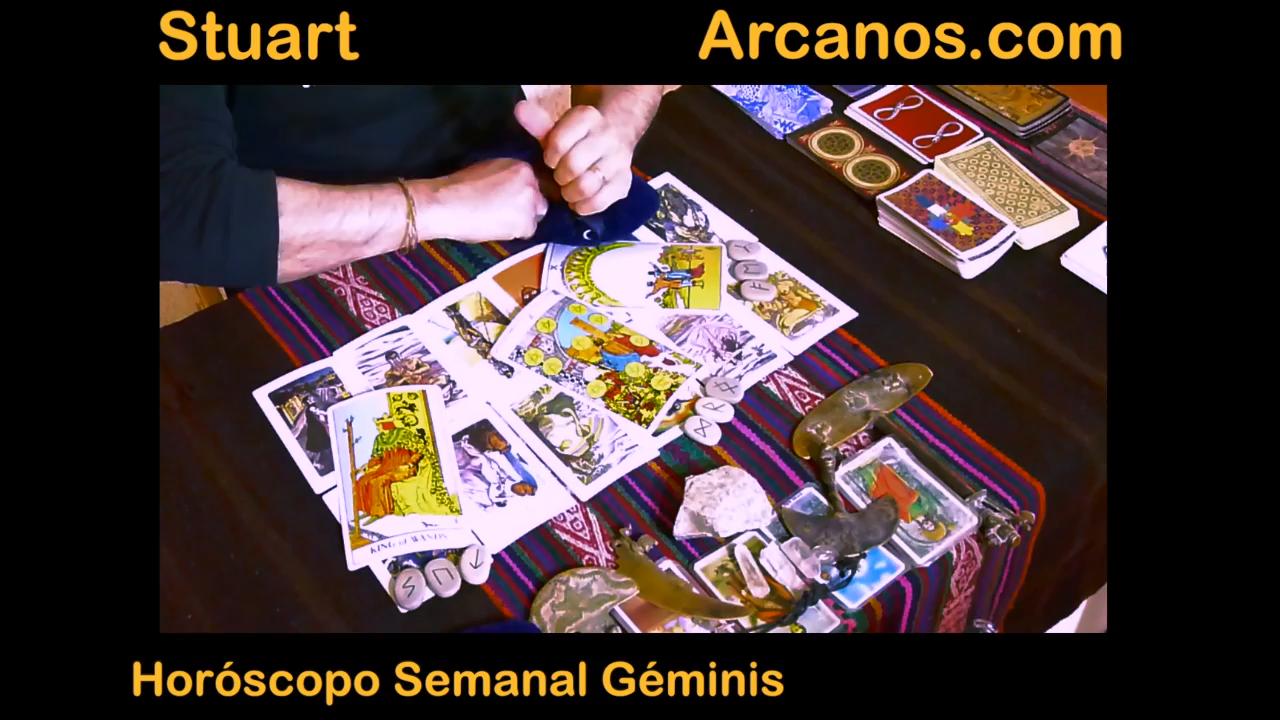 Stuart
Arcanos.com
X
KING of WANDS
Horóscopo Semanal Géminis